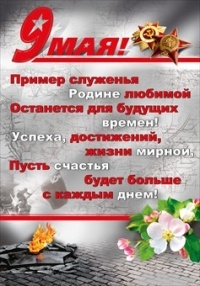 9 МАЯ!
Пример служенья
Родине любимой
Останется для будущих
времен!
Успеха, достижений,
жизни мирной,
Пусть счастья
будет больше
с каждым днем!